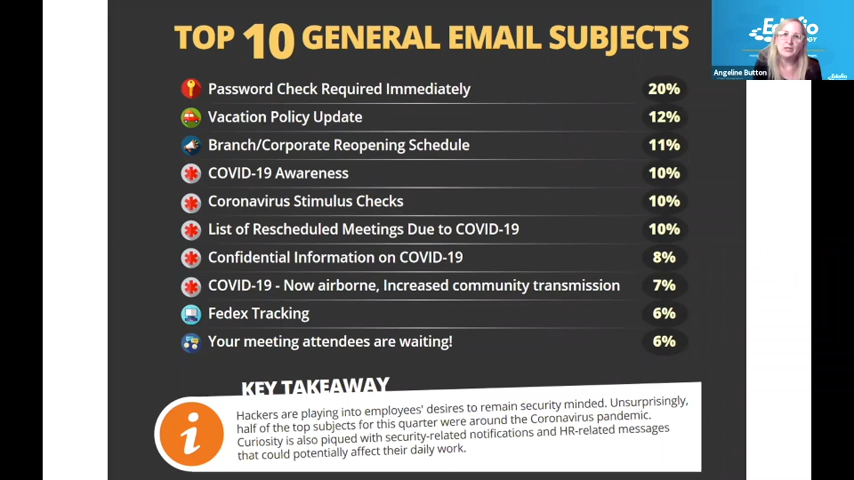 TOP 10 GENERAL EMAIL SUBJECTS
Password Check Required Immediately 20%
Vacation Policy Update 12%
Branch/Corporate Reopening Schedule 11%
COVID-19 Awareness 10%
Coronavirus Stimulus Checks 10%
List of Rescheduled Meetings Due to COVID-19 10%
Confidential Information on COVID-19 8%
COVID-19 - Now airborne, Increased community transmission 7%
Fedex Tracking 6%
Your meeting attendees are waiting! 6%
KEY TAKEAWAY
Hackers are playing into employees' desires to remain security minded. Unsurprisingly,
half of the top subjects for this quarter were around the Coronavirus pandemic.
Curiosity is also piqued with security-related notifications and HR-related messages
that could potentially affect their daily work.
Angeline Button